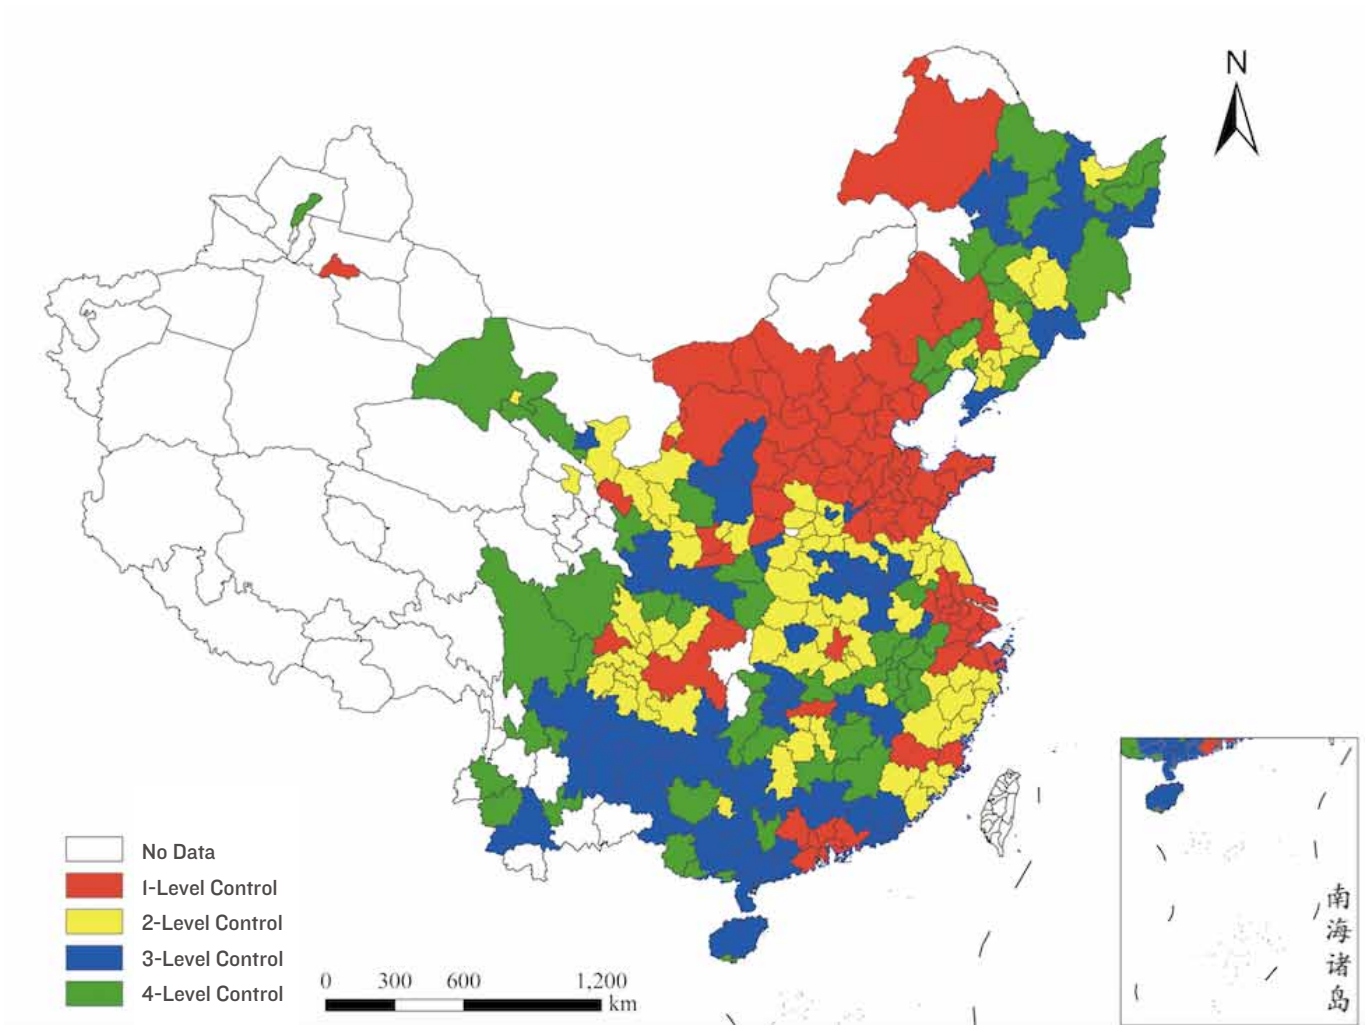 N
No Data
1-Level Control
2-Level Control
3-Level Control
4-Level Control
0 300 600 1,200
km
南海诸岛